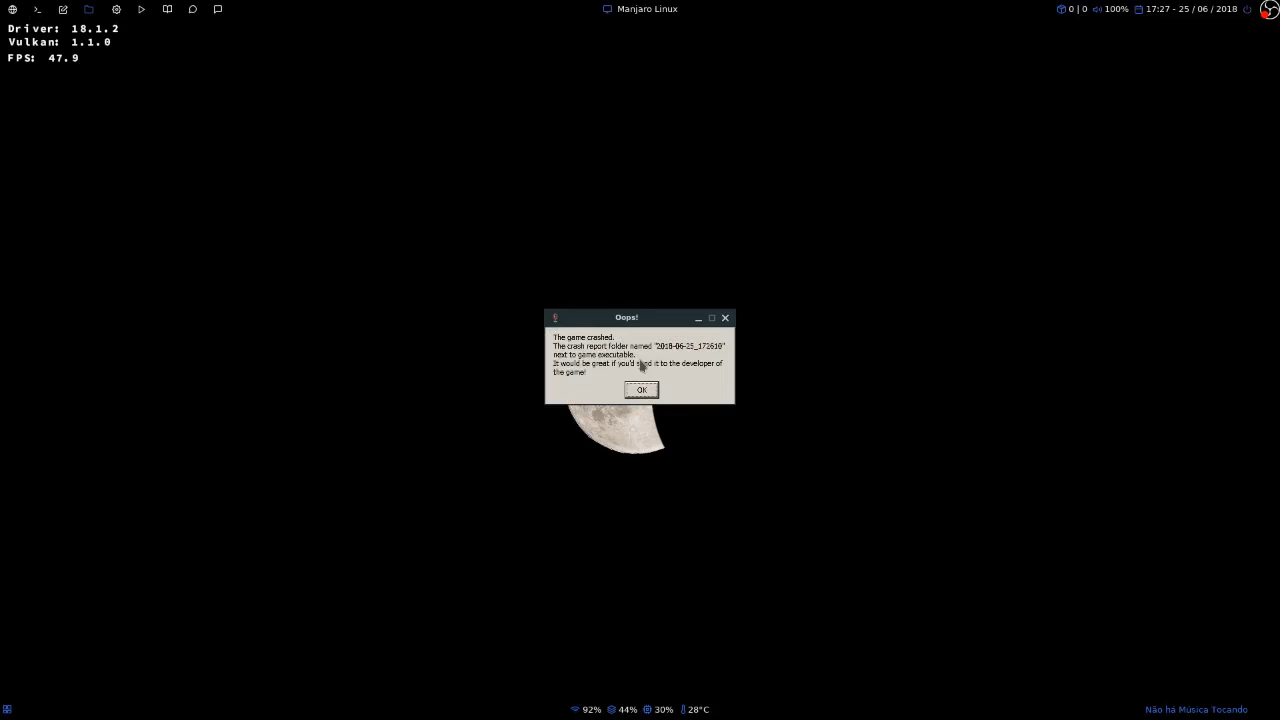 Manjaro Linux
0 | 0 100% 17:27 - 25 / 06 / 2018
Driver: 18.1.2
Vulkan: 1.1.0
FPS: 47.9
Oops!
The game crashed.
The crash report folder named "2018-06-25_172610"
next to game executable.
It would be great if you'd send it to the developer of
the game!
OK
92% 44% 30% 28°C
Não há Música Tocando